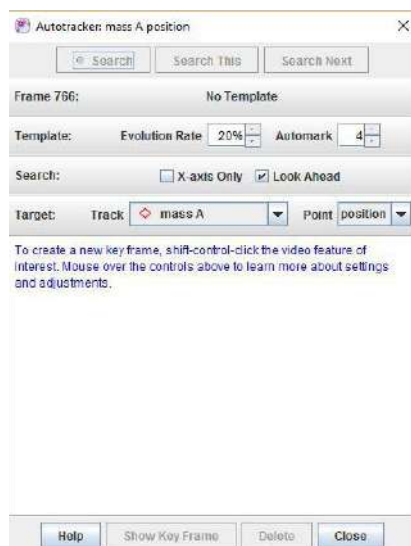 Autotracker: mass A position
Search Search This Search Next
Frame 766: No Template
Template: Evolution Rate 20% Automark 4
Search: X-axis Only Look Ahead
Target: Track mass A Point position
To create a new key frame, shift-control-click the video feature of
interest. Mouse over the controls above to learn more about settings
and adjustments.
Help Show Key Frame Delete Close